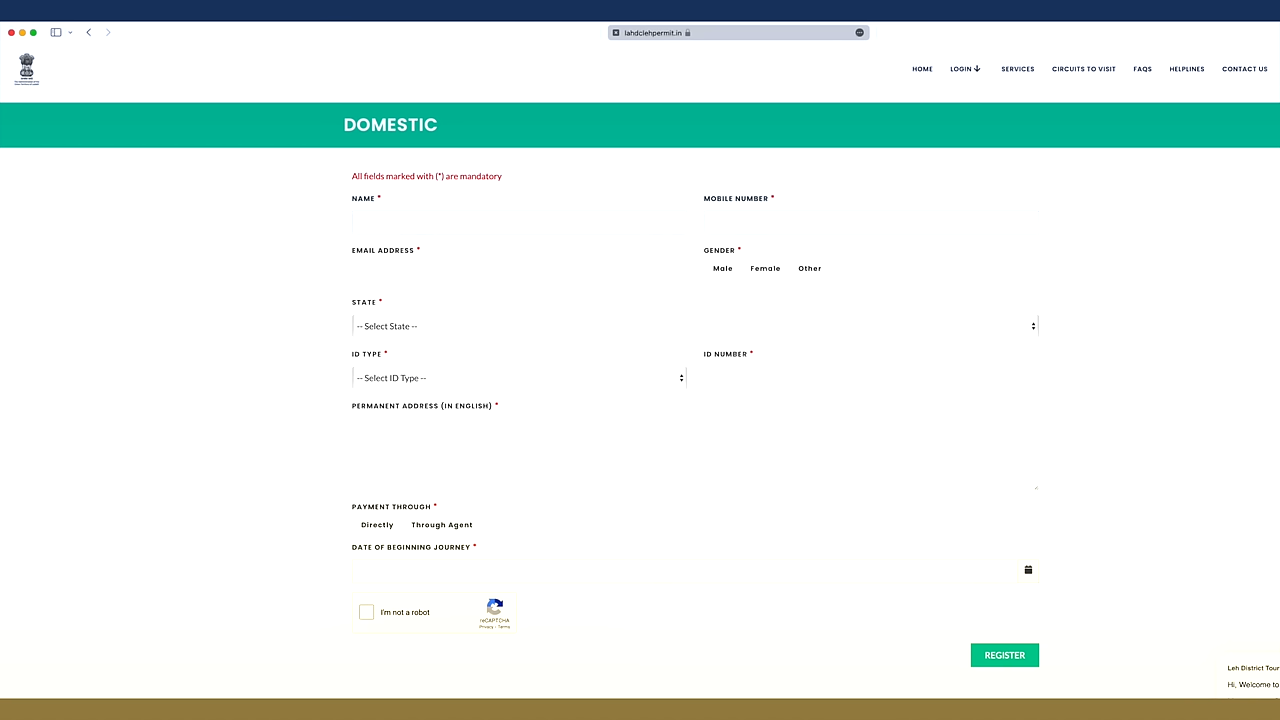 lahdclehpermit.in
HOME LOGIN SERVICES CIRCUITS TO VISIT FAQS HELPLINES CONTACT US
DOMESTIC
All fields marked with (*) are mandatory
NAME * MOBILE NUMBER *
EMAIL ADDRESS * GENDER *
Male Female Other
STATE *
-- Select State --
ID TYPE * ID NUMBER *
-- Select ID Type --
PERMANENT ADDRESS (IN ENGLISH) *
PAYMENT THROUGH *
Directly Through Agent
DATE OF BEGINNING JOURNEY *
I'm not a robot
reCAPTCHA
Privacy - Terms
REGISTER
Leh District Tour
Hi, Welcome to